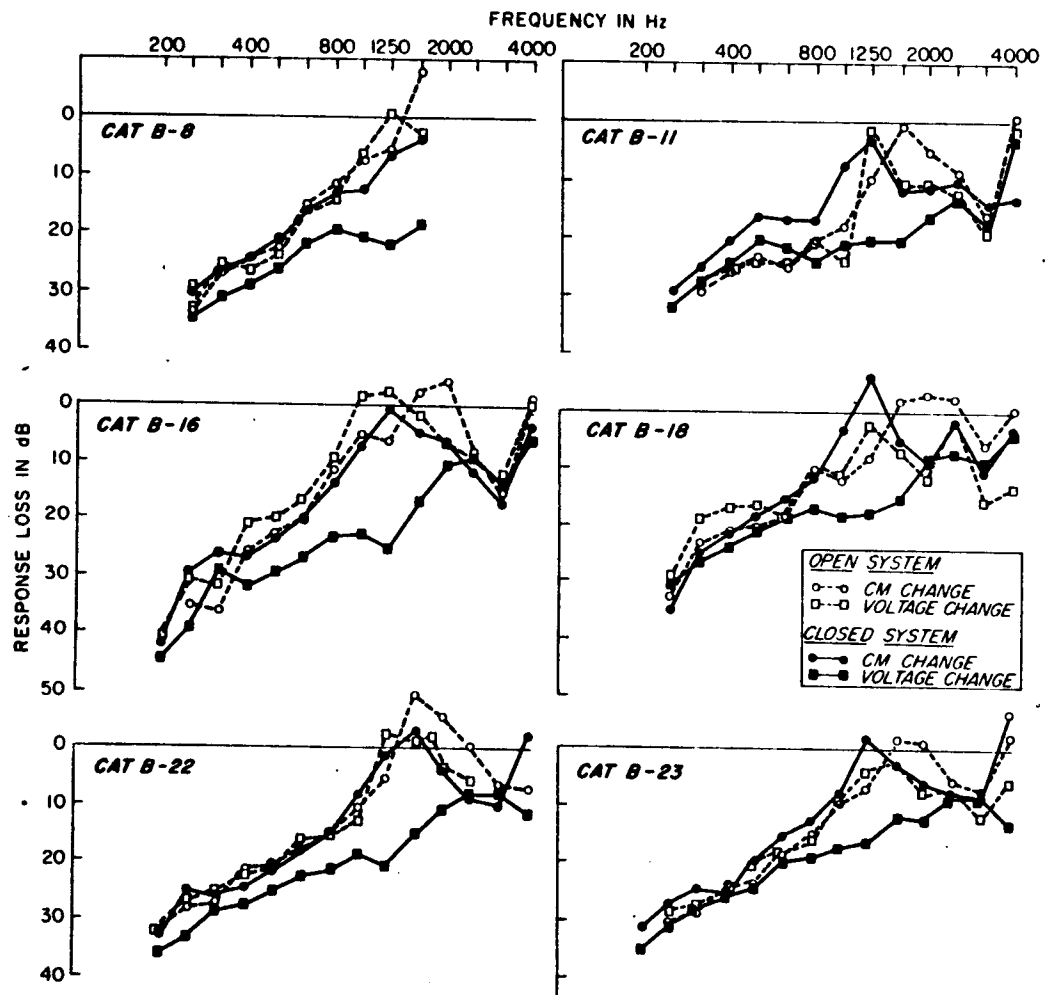 FREQUENCY IN Hz
200 400 800 1250 2000 4000
200 400 800 1250 2000 4000
RESPONSE LOSS IN dB
0
10
20
30
40
CAT B-8
CAT B-11
0
10
20
30
40
50
CAT B-16
CAT B-18
OPEN SYSTEM
CM CHANGE
VOLTAGE CHANGE
CLOSED SYSTEM
CM CHANGE
VOLTAGE CHANGE
0
10
20
30
40
CAT B-22
CAT B-23